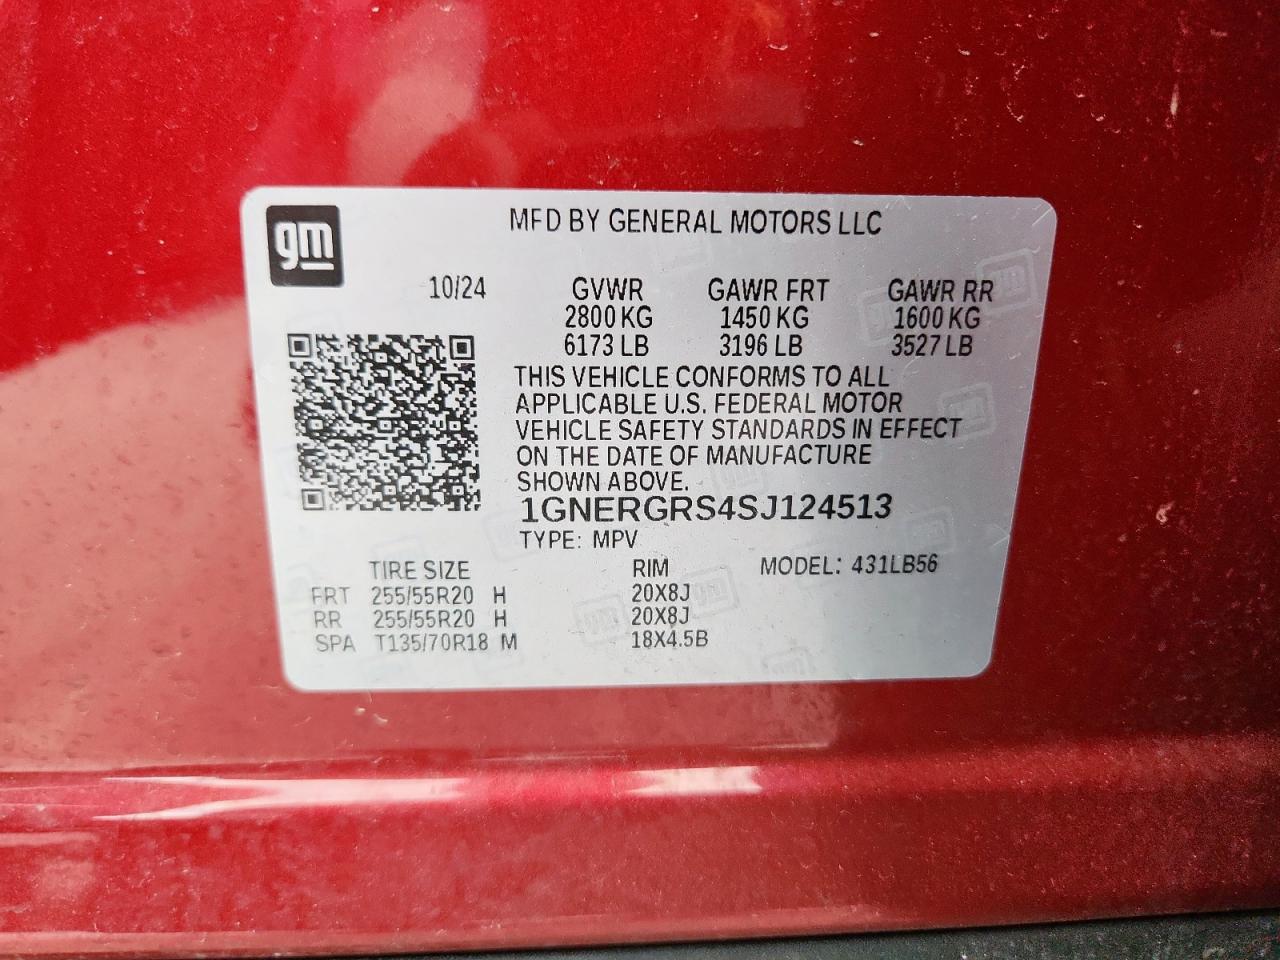 gm
MFD BY GENERAL MOTORS LLC
10/24 GVWR GAWR FRT GAWR RR
2800 KG 1450 KG 1600 KG
6173 LB 3196 LB 3527 LB
THIS VEHICLE CONFORMS TO ALL
APPLICABLE U.S. FEDERAL MOTOR
VEHICLE SAFETY STANDARDS IN EFFECT
ON THE DATE OF MANUFACTURE
SHOWN ABOVE.
1GNERGRS4SJ124513
TYPE: MPV
TIRE SIZE RIM MODEL: 431LB56
FRT 255/55R20 H 20X8J
RR 255/55R20 H 20X8J
SPA T135/70R18 M 18X4.5B